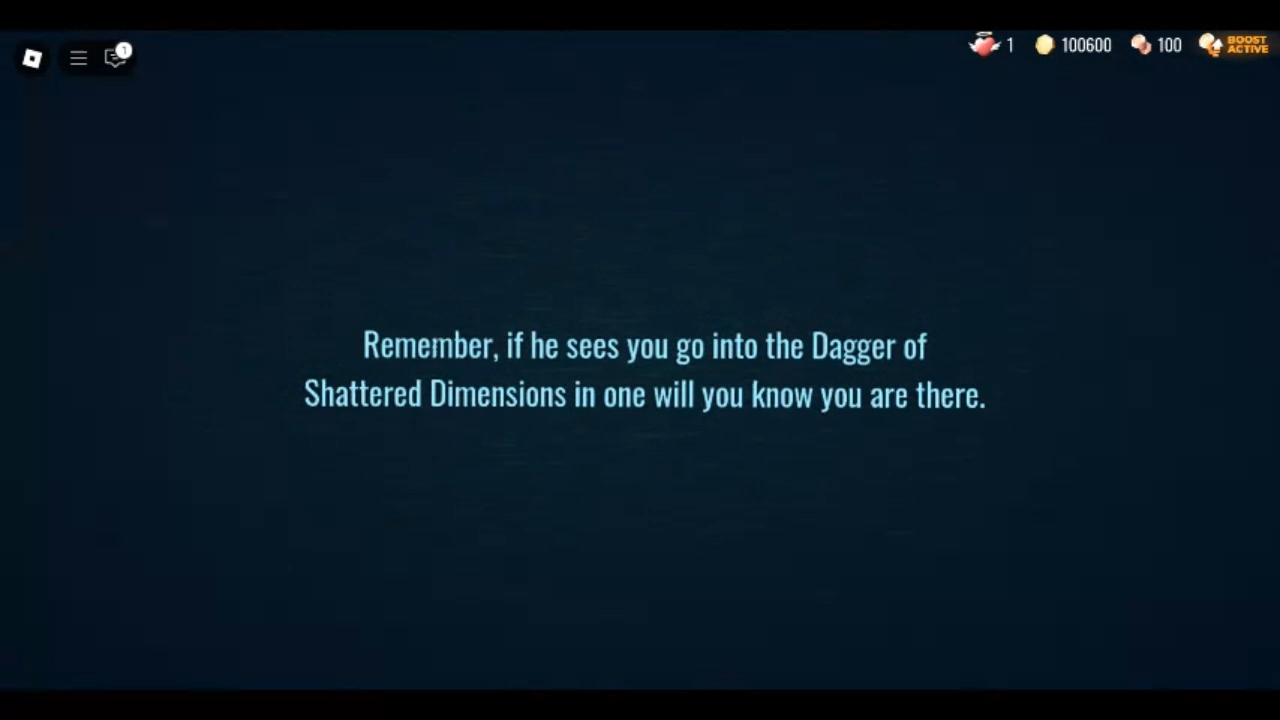 1
1
100600
100
BOOST
ACTIVE
Remember, if he sees you go into the Dagger of
Shattered Dimensions in one will you know you are there.